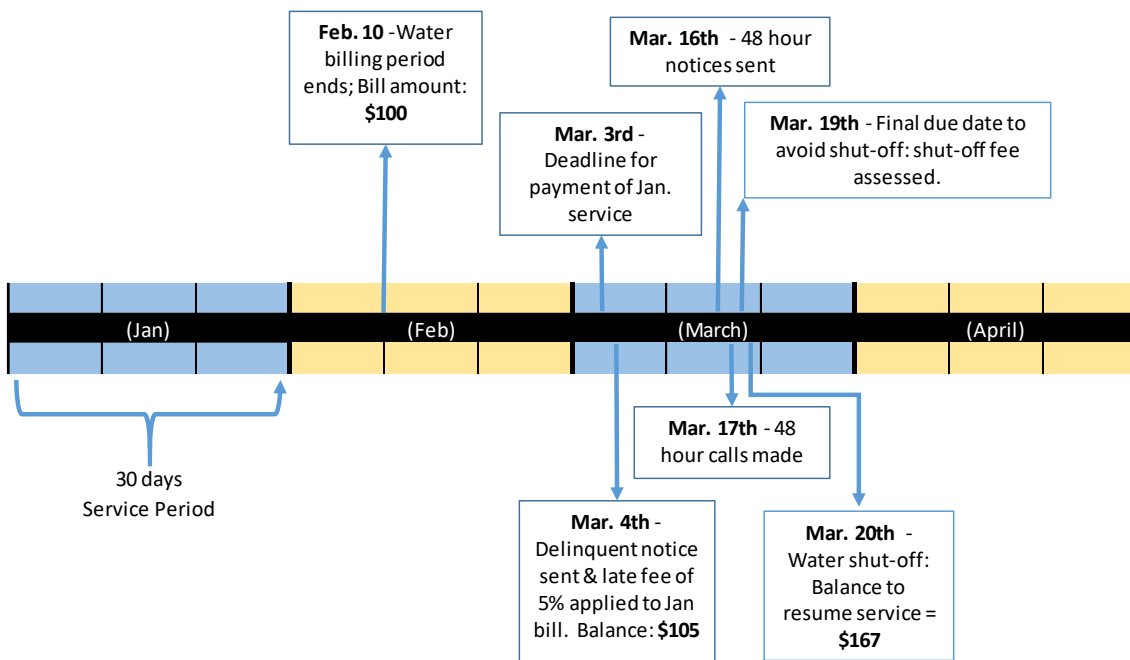 Feb. 10 -Water
billing period
ends; Bill amount:
$100
Mar. 16th - 48 hour
notices sent
Mar. 3rd -
Deadline for
payment of Jan.
service
Mar. 19th - Final due date to
avoid shut-off: shut-off fee
assessed.
(Jan)
(Feb)
(March)
(April)
30 days
Service Period
Mar. 17th - 48
hour calls made
Mar. 4th -
Delinquent notice
sent & late fee of
5% applied to Jan
bill. Balance: $105
Mar. 20th -
Water shut-off:
Balance to
resume service =
$167